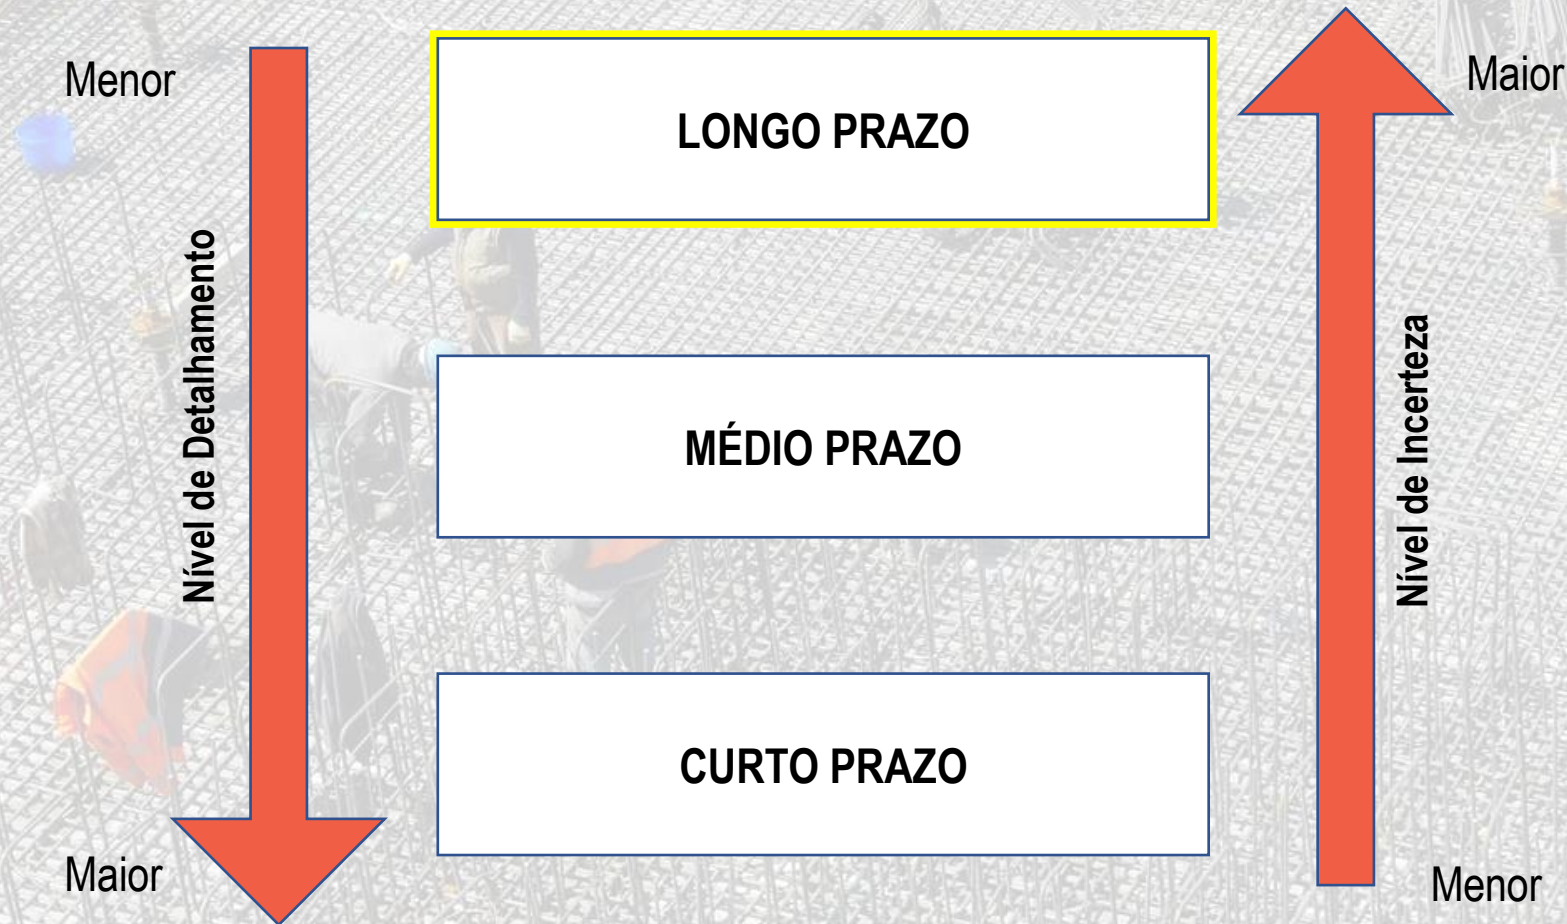 Menor
Maior
LONGO PRAZO
Nível de Detalhamento
MÉDIO PRAZO
Nível de Incerteza
CURTO PRAZO
Maior
Menor